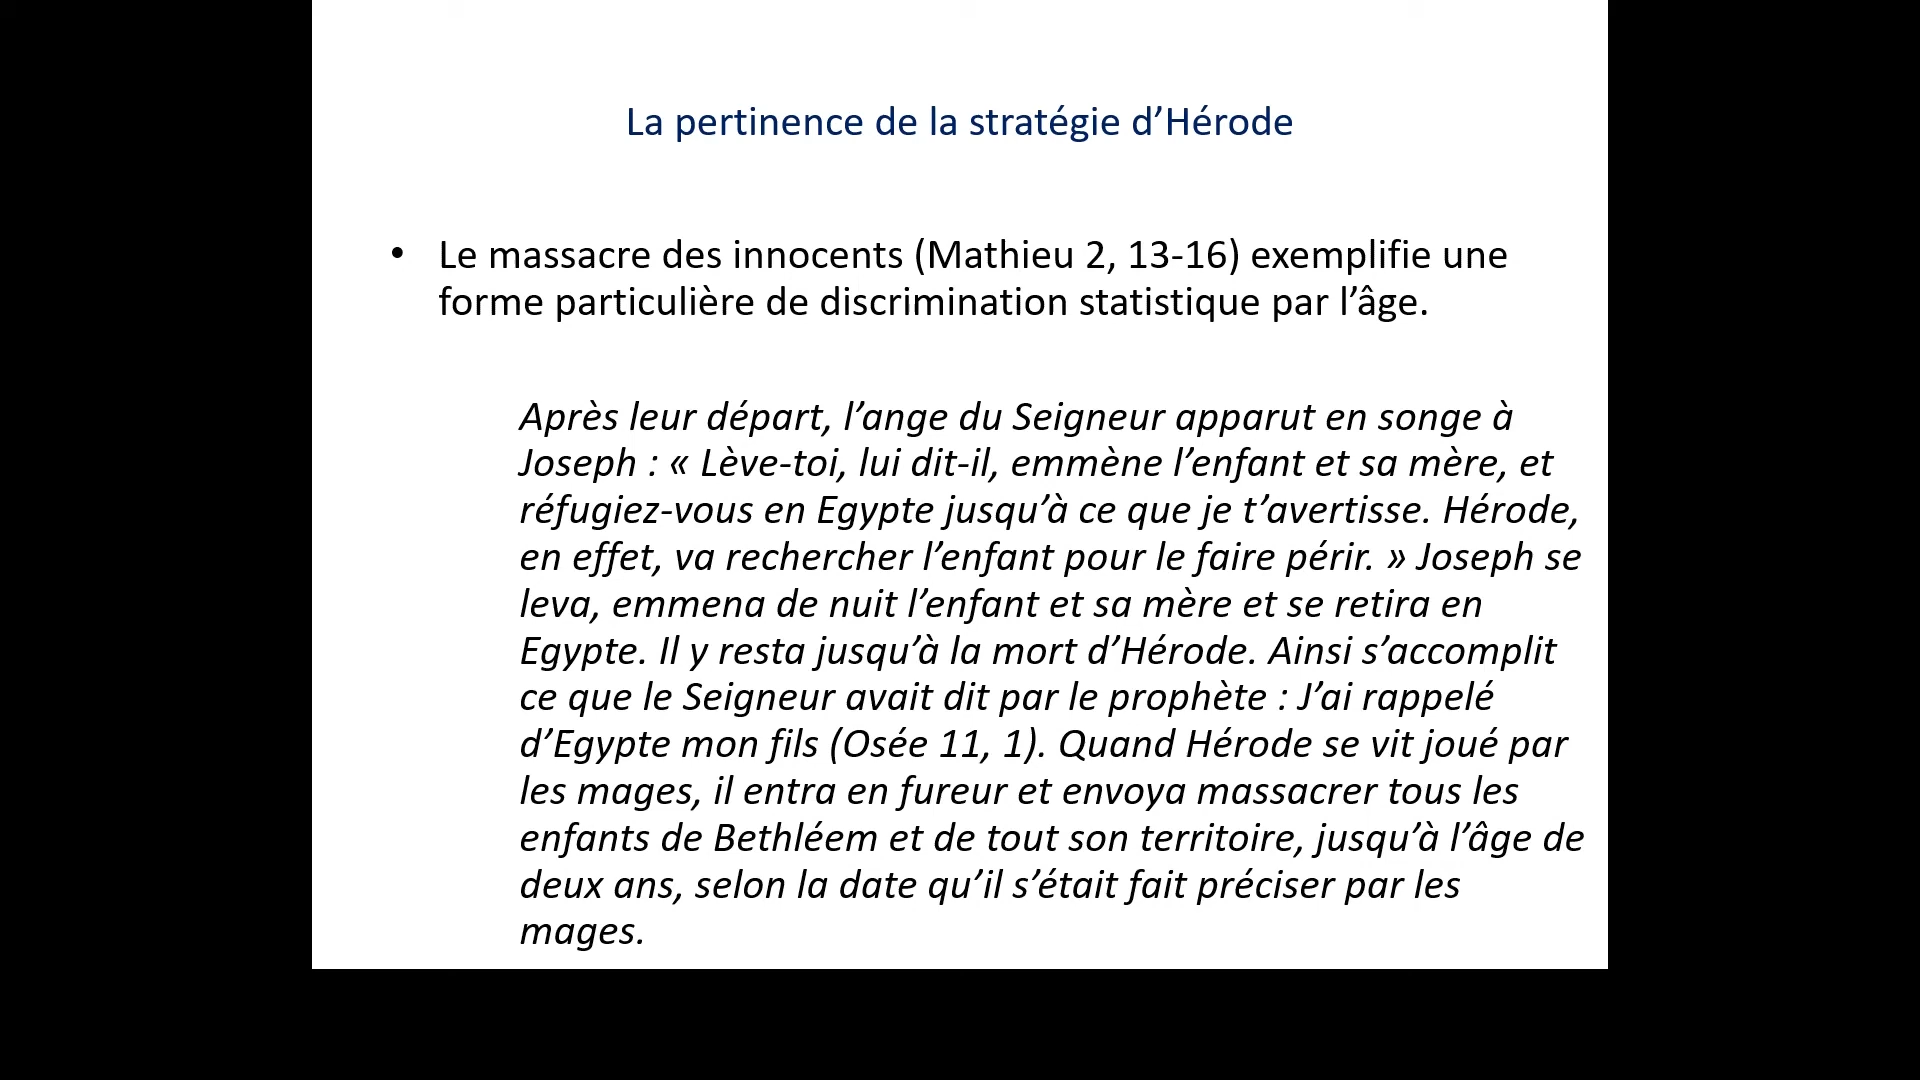 La pertinence de la stratégie d’Hérode
• Le massacre des innocents (Mathieu 2, 13-16) exemplifie une
forme particulière de discrimination statistique par l’âge.
Après leur départ, l’ange du Seigneur apparut en songe à
Joseph : « Lève-toi, lui dit-il, emmène l’enfant et sa mère, et
réfugiez-vous en Egypte jusqu’à ce que je t’avertisse. Hérode,
en effet, va rechercher l’enfant pour le faire périr. » Joseph se
leva, emmena de nuit l’enfant et sa mère et se retira en
Egypte. Il y resta jusqu’à la mort d’Hérode. Ainsi s’accomplit
ce que le Seigneur avait dit par le prophète : J’ai rappelé
d’Egypte mon fils (Osée 11, 1). Quand Hérode se vit joué par
les mages, il entra en fureur et envoya massacrer tous les
enfants de Bethléem et de tout son territoire, jusqu’à l’âge de
deux ans, selon la date qu’il s’était fait préciser par les
mages.